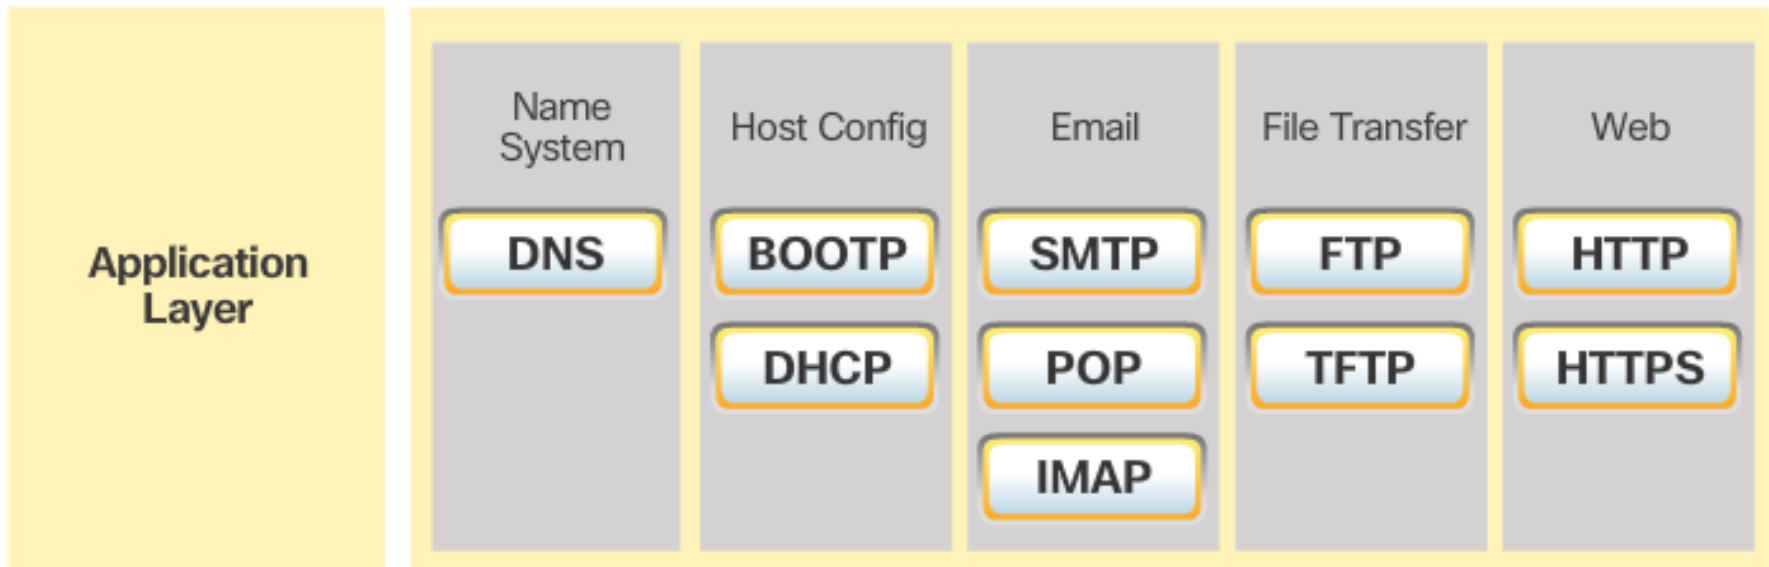 Application
Layer
Name
System
DNS
Host Config
BOOTP
DHCP
Email
SMTP
POP
IMAP
File Transfer
FTP
TFTP
Web
HTTP
HTTPS